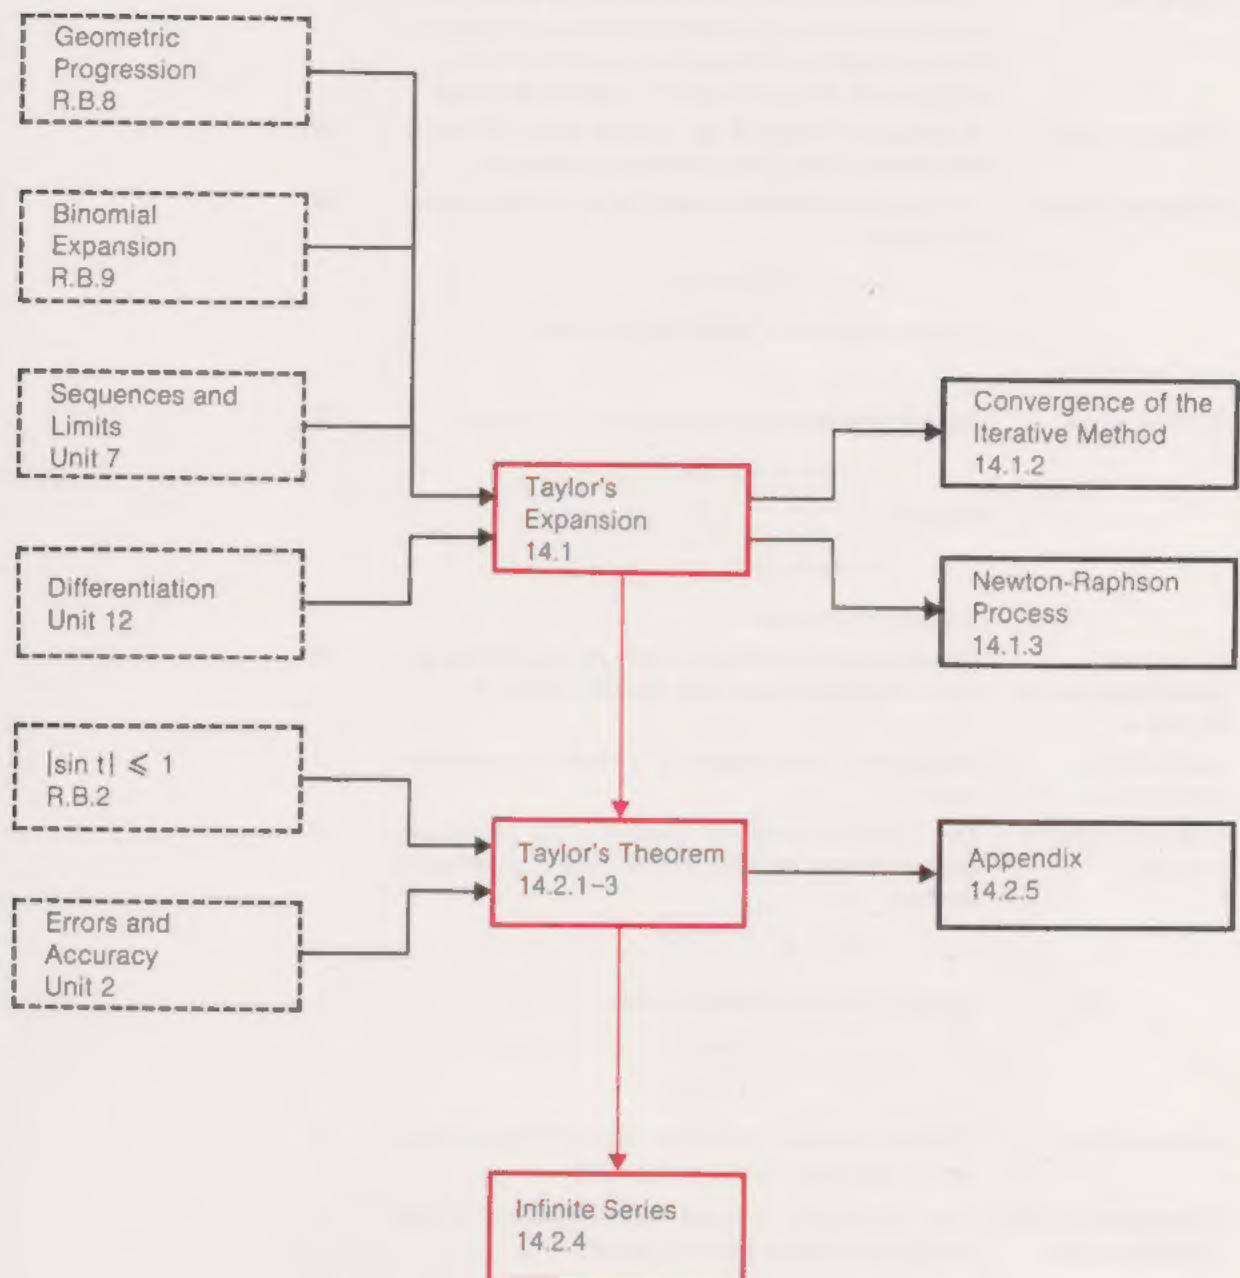 Geometric
Progression
R.B.8
Binomial
Expansion
R.B.9
Sequences and
Limits
Unit 7
Differentiation
Unit 12
|sin t| ⩽ 1
R.B.2
Errors and
Accuracy
Unit 2
Taylor's
Expansion
14.1
Taylor's Theorem
14.2.1–3
Infinite Series
14.2.4
Convergence of the
Iterative Method
14.1.2
Newton-Raphson
Process
14.1.3
Appendix
14.2.5